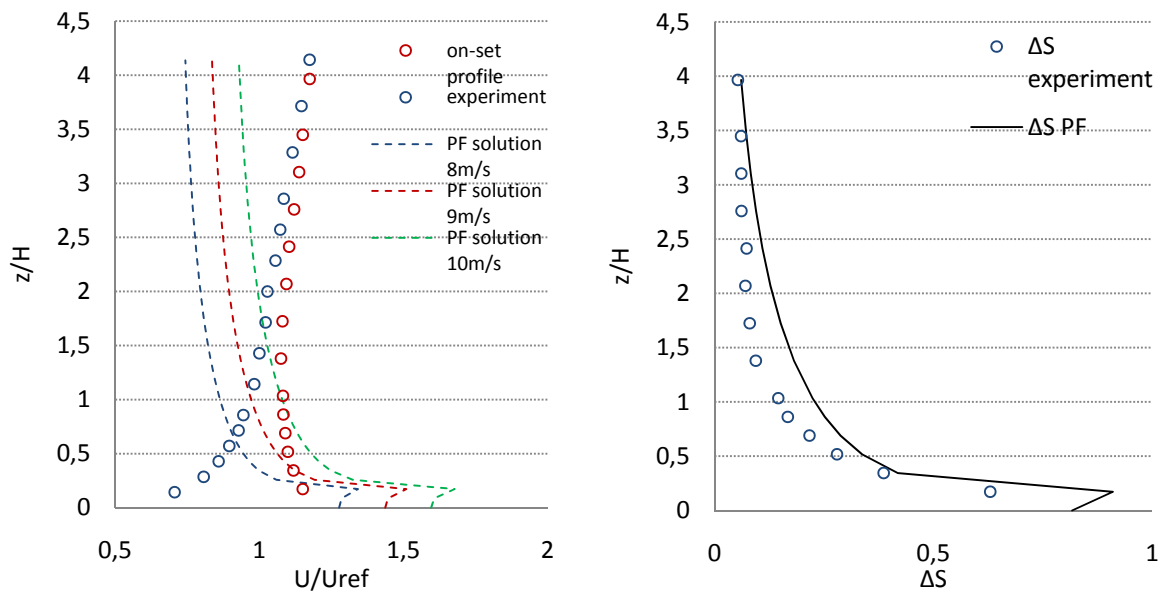 4,5
4
3,5
3
2,5
2
1,5
1
0,5
0
z/H
0,5
1
1,5
2
U/Uref
on-set
profile
experiment
PF solution
8m/s
PF solution
9m/s
PF solution
10m/s
4,5
4
3,5
3
2,5
2
1,5
1
0,5
0
z/H
0
0,5
1
ΔS
ΔS
experiment
ΔS PF